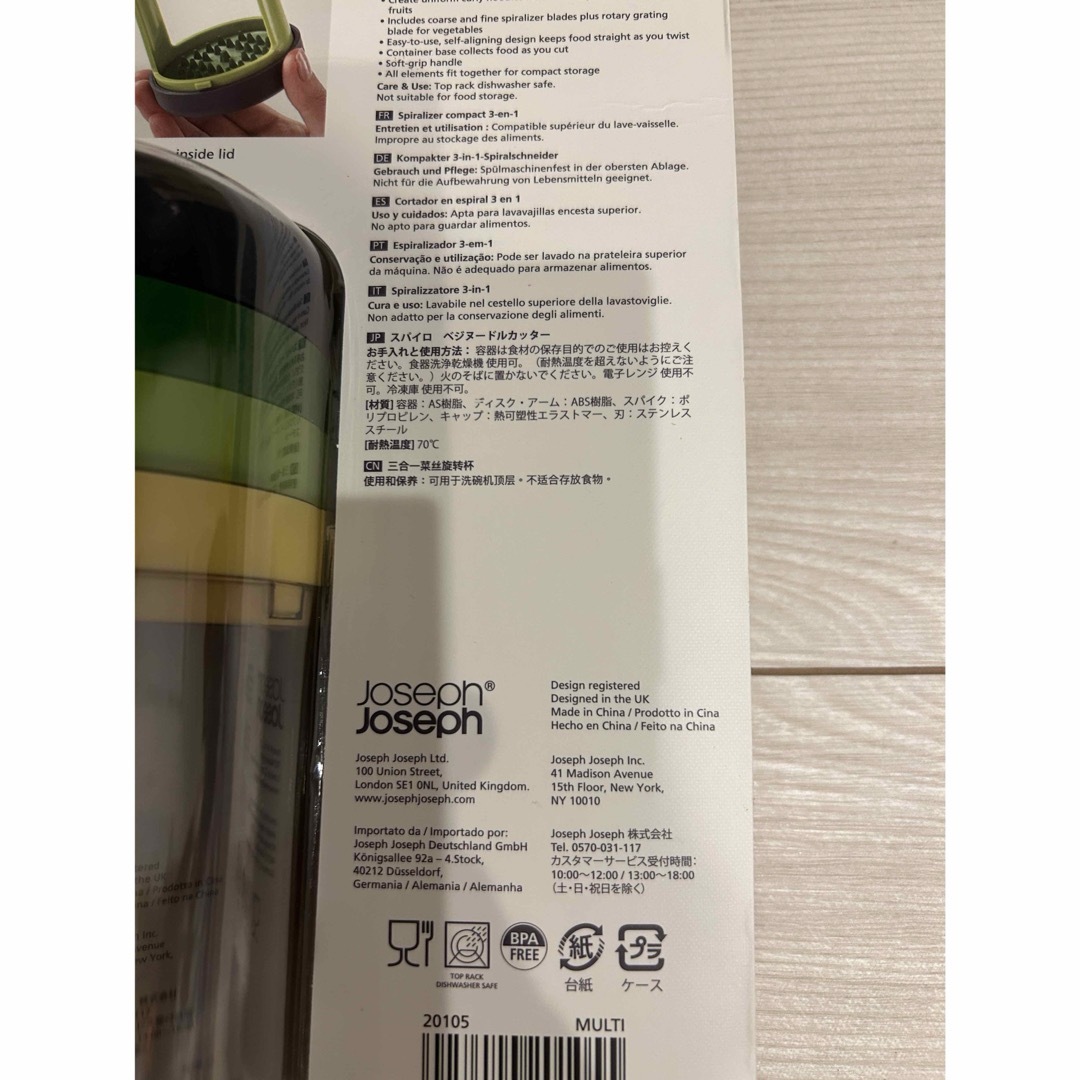 fruits
• Includes coarse and fine spiralizer blades plus rotary grating
blade for vegetables
• Easy-to-use, self-aligning design keeps food straight as you twist
• Container base collects food as you cut
• Soft-grip handle
• All elements fit together for compact storage
Care & Use: Top rack dishwasher safe.
Not suitable for food storage.
inside lid
FR Spiralizer compact 3-en-1
Entretien et utilisation : Compatible supérieur du lave-vaisselle.
Impropre au stockage des aliments.
DE Kompakter 3-in-1-Spiralschneider
Gebrauch und Pflege: Spülmaschinenfest in der obersten Ablage.
Nicht für die Aufbewahrung von Lebensmitteln geeignet.
ES Cortador en espiral 3 en 1
Uso y cuidados: Apta para lavavajillas encesta superior.
No apto para guardar alimentos.
PT Espiralizador 3-em-1
Conservação e utilização: Pode ser lavado na prateleira superior
da máquina. Não é adequado para armazenar alimentos.
IT Spiralizzatore 3-in-1
Cura e uso: Lavabile nel cestello superiore della lavastoviglie.
Non adatto per la conservazione degli alimenti.
JP スパイロ ベジヌードルカッター
お手入れと使用方法： 容器は食材の保存目的でのご使用はお控えく
ださい。食器洗浄乾燥機 使用可。（耐熱温度を超えないようにご注
意ください。）火のそばに置かないでください。電子レンジ 使用不
可。冷凍庫 使用不可。
[材質] 容器：AS樹脂、ディスク・アーム：ABS樹脂、スパイク：ポ
リプロピレン、キャップ：熱可塑性エラストマー、刃：ステンレス
スチール
[耐熱温度] 70℃
CN 三合一菜丝旋转杯
使用和保养：可用于洗碗机顶层。不适合存放食物。
Joseph®
Joseph
Design registered
Designed in the UK
Made in China / Prodotto in Cina
Hecho en China / Feito na China
Joseph Joseph Ltd.
100 Union Street,
London SE1 0NL, United Kingdom.
www.josephjoseph.com
Joseph Joseph Inc.
41 Madison Avenue
15th Floor, New York,
NY 10010
Importato da / Importado por:
Joseph Joseph Deutschland GmbH
Königsallee 92a – 4.Stock,
40212 Düsseldorf,
Germania / Alemania / Alemanha
Joseph Joseph 株式会社
Tel. 0570-031-117
カスタマーサービス受付時間：
10:00～12:00 / 13:00～18:00
（土・日・祝日を除く）
TOP RACK
DISHWASHER SAFE
BPA
FREE
紙
台紙
プラ
ケース
20105 MULTI